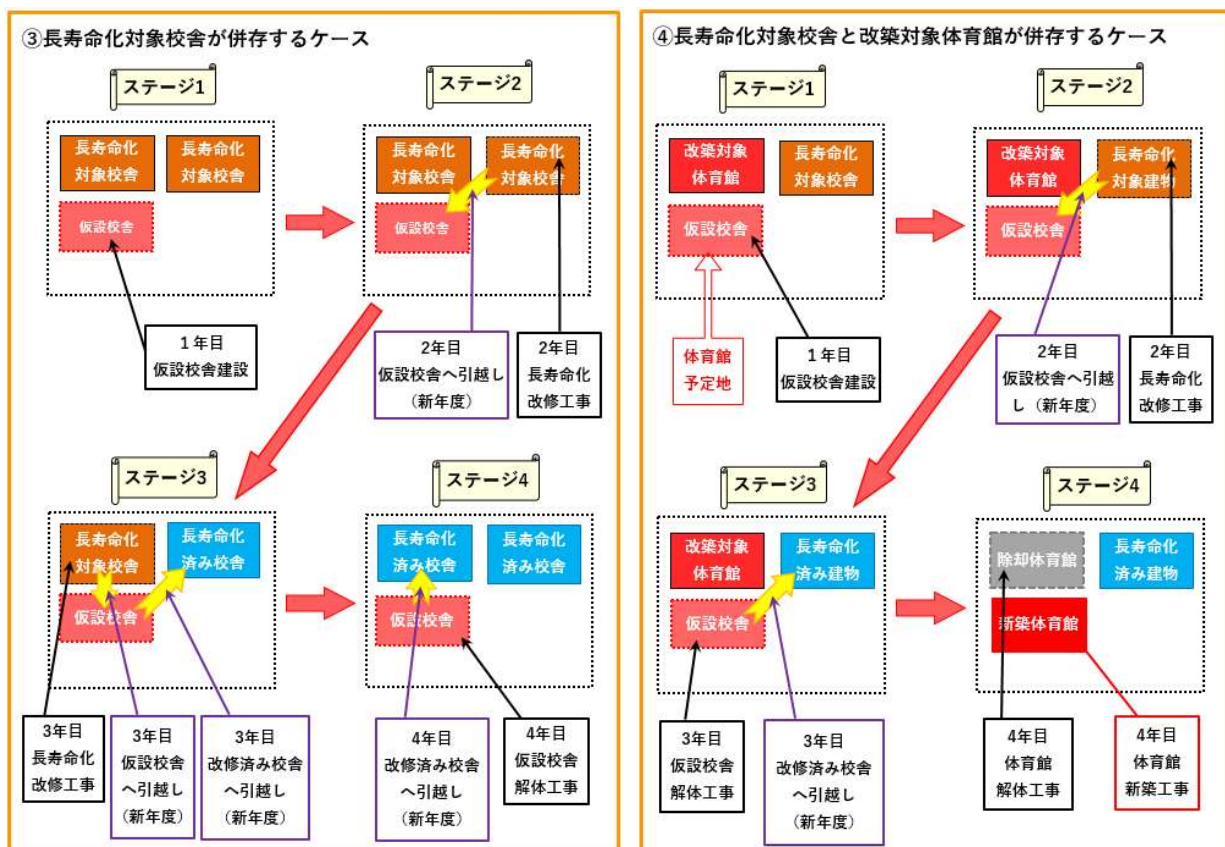 ③長寿命化対象校舎が併存するケース
ステージ1
長寿命化
対象校舎
長寿命化
対象校舎
仮設校舎
1年目
仮設校舎建設
ステージ2
長寿命化
対象校舎
長寿命化
対象校舎
仮設校舎
2年目
仮設校舎へ引越し
（新年度）
2年目
長寿命化
改修工事
ステージ3
長寿命化
対象校舎
長寿命化
済み校舎
仮設校舎
3年目
長寿命化
改修工事
3年目
仮設校舎
へ引越し
（新年度）
3年目
改修済み校舎
へ引越し
（新年度）
ステージ4
長寿命化
済み校舎
長寿命化
済み校舎
仮設校舎
4年目
改修済み校舎
へ引越し
（新年度）
4年目
仮設校舎
解体工事
④長寿命化対象校舎と改築対象体育館が併存するケース
ステージ1
改築対象
体育館
長寿命化
対象校舎
仮設校舎
体育館
予定地
1年目
仮設校舎建設
ステージ2
改築対象
体育館
長寿命化
対象建物
仮設校舎
2年目
仮設校舎へ引越
し（新年度）
2年目
長寿命化
改修工事
ステージ3
改築対象
体育館
長寿命化
済み建物
仮設校舎
3年目
仮設校舎
解体工事
3年目
改修済み校舎
へ引越し
（新年度）
ステージ4
除却体育館
長寿命化
済み建物
新築体育館
4年目
体育館
解体工事
4年目
体育館
新築工事